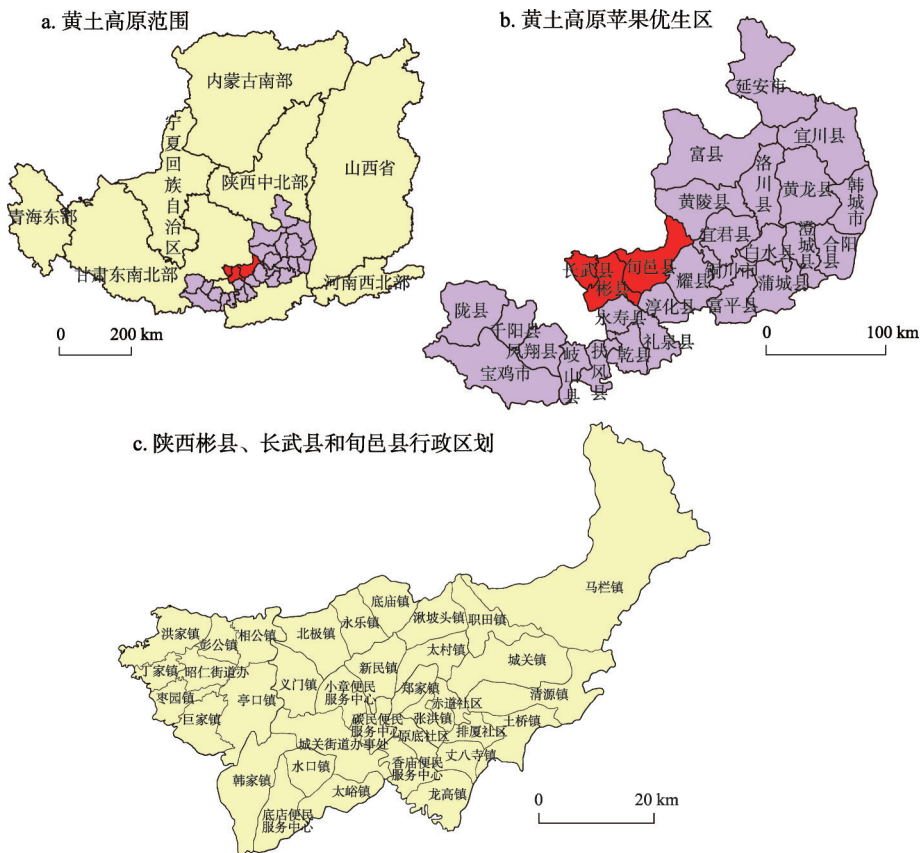 a. 黄土高原范围
内蒙古南部
宁夏回族自治区
山西省
陕西中北部
青海东部
甘肃东南北部
河南西北部
0 200 km
b. 黄土高原苹果优生区
延安市
宜川县
富县
洛川县
黄龙县
韩城市
黄陵县
宜君县
白水县
澄城县
合阳县
长武县
旬邑县
彬县
耀县
铜川市
蒲城县
淳化县
富平县
永寿县
礼泉县
乾县
陇县
千阳县
凤翔县
宝鸡市
岐山县
扶风县
0 100 km
c. 陕西彬县、长武县和旬邑县行政区划
马栏镇
底庙镇
湫坡头镇
职田镇
洪家镇
彭公镇
相公镇
北极镇
永乐镇
太村镇
城关镇
丁家镇
昭仁街道办
新民镇
枣园镇
亭口镇
义门镇
小章便民
服务中心
郑家镇
清源镇
赤道社区
巨家镇
碳民便民
服务中心
张洪镇
土桥镇
原底社区
排厦社区
城关街道办事处
丈八寺镇
韩家镇
水口镇
香庙便民
服务中心
太峪镇
龙高镇
底店便民
服务中心
0 20 km